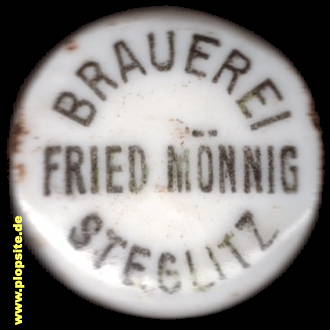 BRAUEREI
FRIED MÖNNIG
STEGLITZ
www.plopsite.de